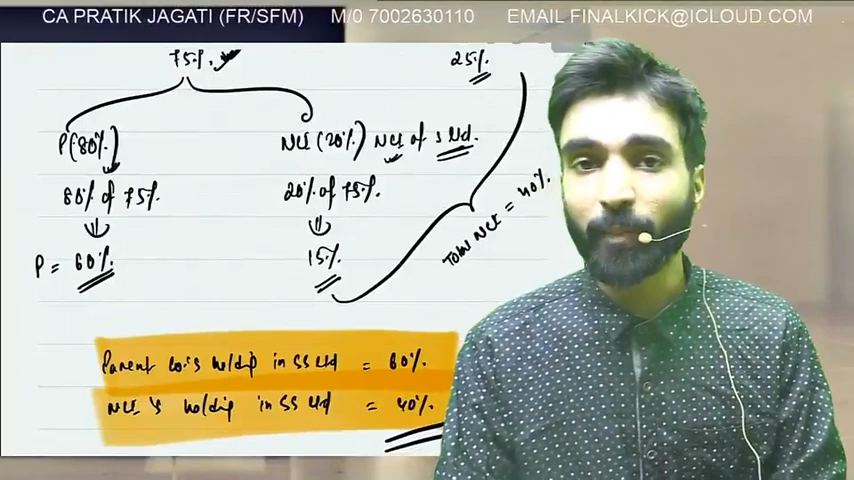 CA PRATIK JAGATI (FR/SFM) M/0 7002630110 EMAIL FINALKICK@ICLOUD.COM
75%. 25%.
P(80%) NCI (20%) NCI of S Ltd.
80% of 75%. 20% of 75%.
P = 60%. 15%. Total NCI = 40%.
Parent Co's holdip in SS Ltd = 60%.
NCI's holdip in SS Ltd = 40%.